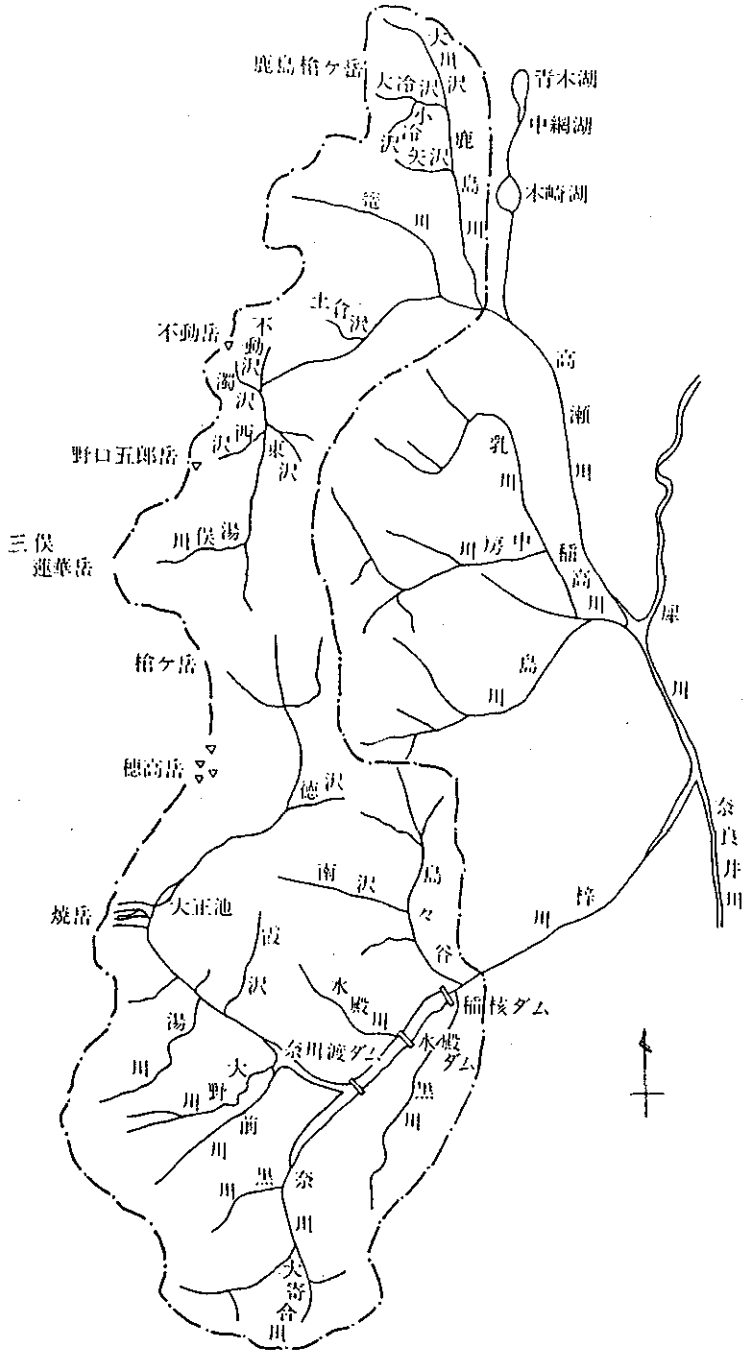 鹿島槍ケ岳
大川沢
大冷沢
小冷沢
矢沢
鹿島川
青木湖
中綱湖
木崎湖
篭川
土倉沢
不動岳
不動沢
濁沢
西沢
東沢
野口五郎岳
湯俣川
三俣
蓮華岳
高瀬川
乳川
中房川
穂高川
犀川
島川
槍ケ岳
穂高岳
徳沢
奈良井川
梓川
南沢
島々谷
焼岳
大正池
霞沢
水殿川
稲核ダム
水殿ダム
奈川渡ダム
湯川
大野川
前川
黒川
黒川
奈川
大寄合川